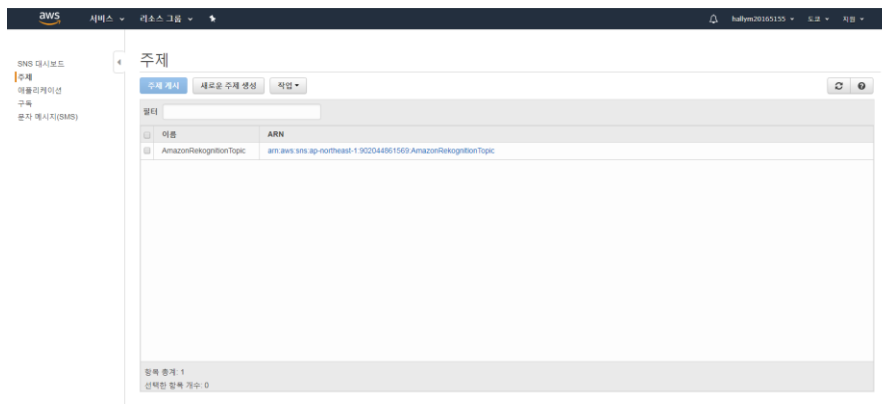 aws 서비스 리소스 그룹 hallym20165155 도쿄 지원
SNS 대시보드
주제
애플리케이션
구독
문자 메시지(SMS)
주제
주제 게시 새로운 주제 생성 작업
필터
이름 ARN
AmazonRekognitionTopic arn:aws:sns:ap-northeast-1:902044861569:AmazonRekognitionTopic
항목 총계: 1
선택한 항목 개수: 0